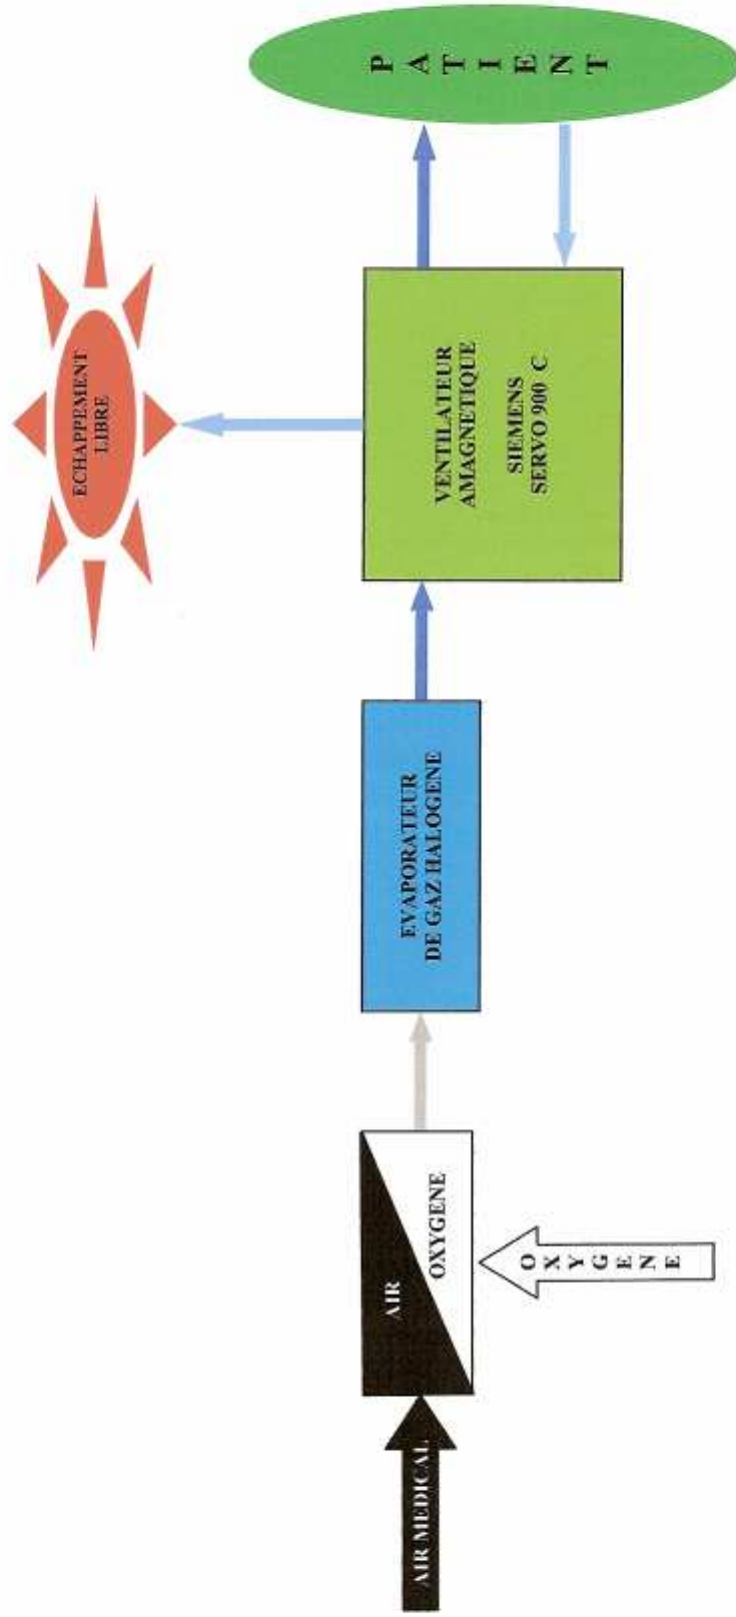 AIR MEDICAL
AIR
OXYGENE
OXYGENE
EVAPORATEUR
DE GAZ HALOGENE
VENTILATEUR
AMAGNETIQUE
SIEMENS
SERVO 900 C
ECHAPPEMENT
LIBRE
PATIENT